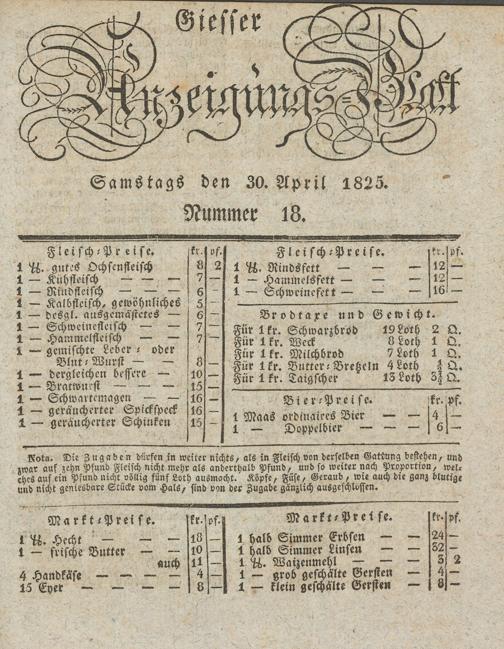 Giesser
Anzeigungs-Blatt
Samstags den 30. April 1825.
Nummer 18.
Fleisch-Preise. kr. pf.
1 ℔. gutes Ochsenfleisch 8 2
1 — Kuhfleisch — — — 7 —
1 — Rindfleisch — — 6 —
1 — Kalbfleisch, gewöhnliches 5 —
1 — desgl. ausgemästetes — 6 —
1 — Schweinefleisch — — 7 —
1 — Hammelfleisch — — 7 —
1 — gemischte Leber- oder
Blut-Wurst — — 8 —
1 — dergleichen bessere — 10 —
1 — Bratwurst — — — 15 —
1 — Schwartemagen — — 16 —
1 — geräucherter Spickspeck 16 —
1 — geräucherter Schinken 15 —
Fleisch-Preise. kr. pf.
1 ℔. Rindsfett — — — 12 —
1 — Hammelsfett — — 12 —
1 — Schweinefett — — 16 —
Brodtaxe und Gewicht.
Für 1 kr. Schwarzbrod 19 Loth 2 Q.
Für 1 kr. Weck 8 Loth 1 Q.
Für 1 kr. Milchbrod 7 Loth 1 Q.
Für 1 kr. Butter-Bretzeln 4 Loth Q.
Für 1 kr. Taigscher 13 Loth Q.
Bier-Preise. kr. pf.
1 Maas ordinaires Bier — 4 —
1 — Doppelbier — — 6 —
Nota. Die Zugaben dürfen in weiter nichts, als in Fleisch von derselben Gattung bestehen, und
zwar auf zehn Pfund Fleisch nicht mehr als anderthalb Pfund, und so weiter nach Proportion, wel-
ches auf ein Pfund nicht völlig fünf Loth ausmacht. Köpfe, Füse, Geraub, wie auch die ganz blutige
und nicht geniesbare Stücke vom Hals, sind von der Zugabe gänzlich ausgeschlossen.
Markt-Preise. kr. pf.
1 ℔. Hecht — — — 18 —
1 — frische Butter — — 10 —
auch 11 —
4 Handkäse — — — — 4 —
15 Eyer — — — — 8 —
Markt-Preise. kr. pf.
1 halb Simmer Erbsen — 24 —
1 halb Simmer Linsen — 32 —
1 ℔. Waizenmehl — — 3 2
1 — grob geschälte Gersten — 4 —
1 — klein geschälte Gersten — 8 —